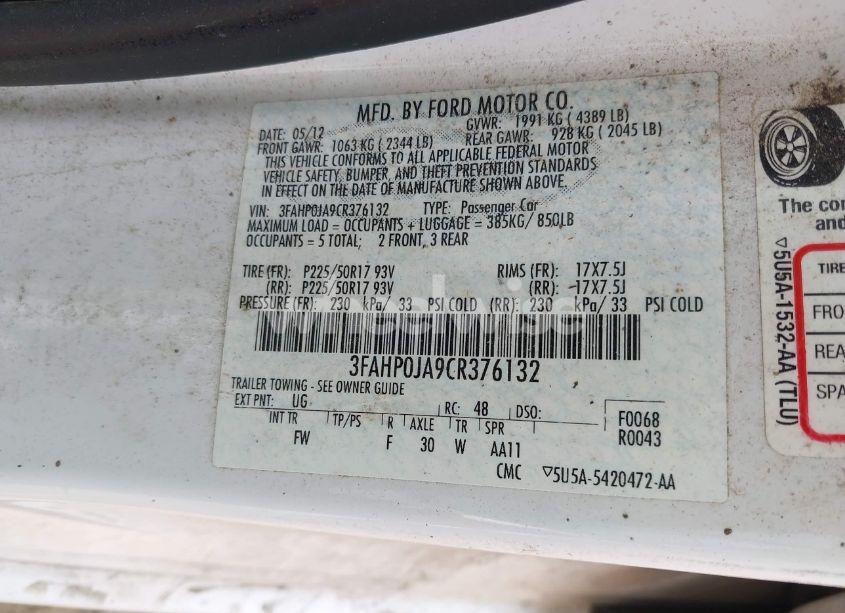 MFD. BY FORD MOTOR CO.
DATE: 05/12 GVWR: 1991 KG ( 4389 LB)
FRONT GAWR: 1063 KG ( 2344 LB) REAR GAWR: 928 KG ( 2045 LB)
THIS VEHICLE CONFORMS TO ALL APPLICABLE FEDERAL MOTOR
VEHICLE SAFETY, BUMPER, AND THEFT PREVENTION STANDARDS
IN EFFECT ON THE DATE OF MANUFACTURE SHOWN ABOVE.
VIN: 3FAHP0JA9CR376132 TYPE: Passenger Car
MAXIMUM LOAD = OCCUPANTS + LUGGAGE = 385KG/ 850LB
OCCUPANTS = 5 TOTAL; 2 FRONT, 3 REAR
TIRE (FR): P225/50R17 93V RIMS (FR): 17X7.5J
(RR): P225/50R17 93V (RR): 17X7.5J
PRESSURE (FR): 230 kPa/ 33 PSI COLD (RR): 230 kPa/ 33 PSI COLD
Wheelwise
3FAHP0JA9CR376132
TRAILER TOWING - SEE OWNER GUIDE
EXT PNT: UG RC: 48 DSO:
INT TR TP/PS R AXLE TR SPR F0068
FW F 30 W AA11 R0043
CMC ▽5U5A-5420472-AA
▽5U5A-1532-AA (TLU)
The
and
TIRE